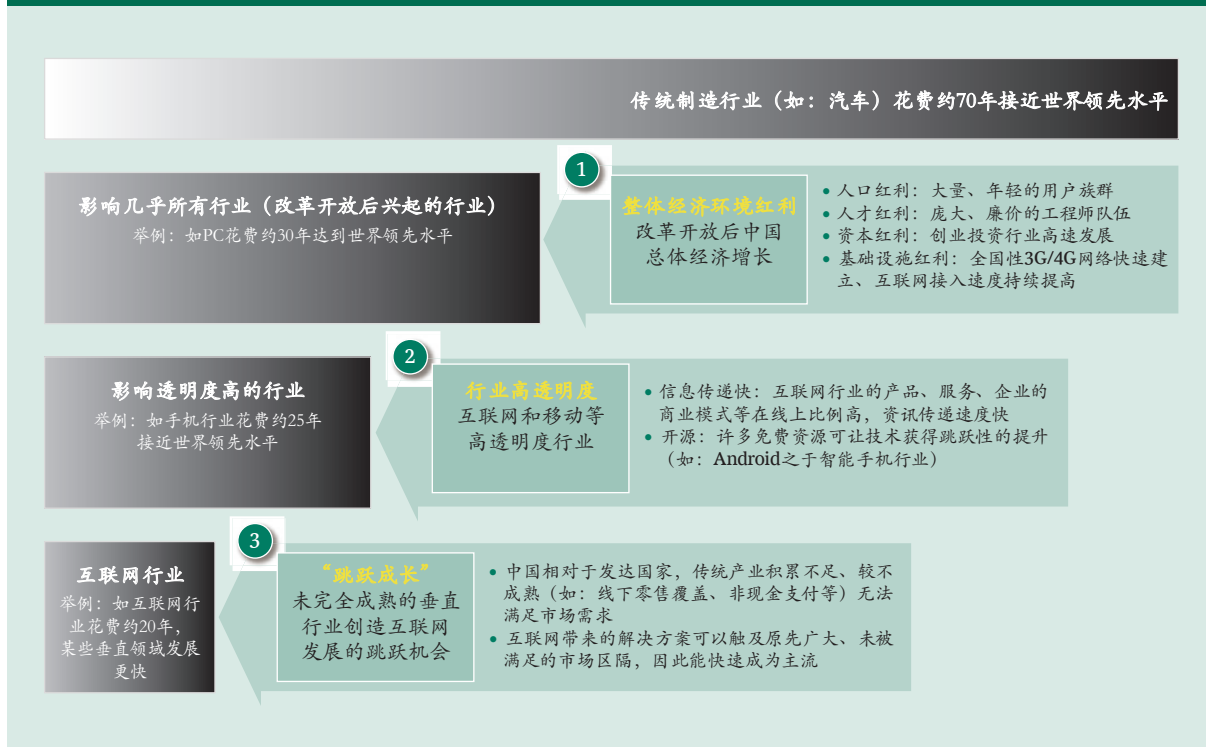 传统制造行业（如：汽车）花费约70年接近世界领先水平
影响几乎所有行业（改革开放后兴起的行业）
举例：如PC花费约30年达到世界领先水平
1
整体经济环境红利
改革开放后中国
总体经济增长
• 人口红利：大量、年轻的用户族群
• 人才红利：庞大、廉价的工程师队伍
• 资本红利：创业投资行业高速发展
• 基础设施红利：全国性3G/4G网络快速建
立、互联网接入速度持续提高
影响透明度高的行业
举例：如手机行业花费约25年
接近世界领先水平
2
行业高透明度
互联网和移动等
高透明度行业
• 信息传递快：互联网行业的产品、服务、企业的
商业模式等在线上比例高，资讯传递速度快
• 开源：许多免费资源可让技术获得跳跃性的提升
（如：Android之于智能手机行业）
互联网行业
举例：如互联网行
业花费约20年，
某些垂直领域发展
更快
3
“跳跃成长”
未完全成熟的垂直
行业创造互联网
发展的跳跃机会
• 中国相对于发达国家，传统产业积累不足、较不
成熟（如：线下零售覆盖、非现金支付等）无法
满足市场需求
• 互联网带来的解决方案可以触及原先广大、未被
满足的市场区隔，因此能快速成为主流